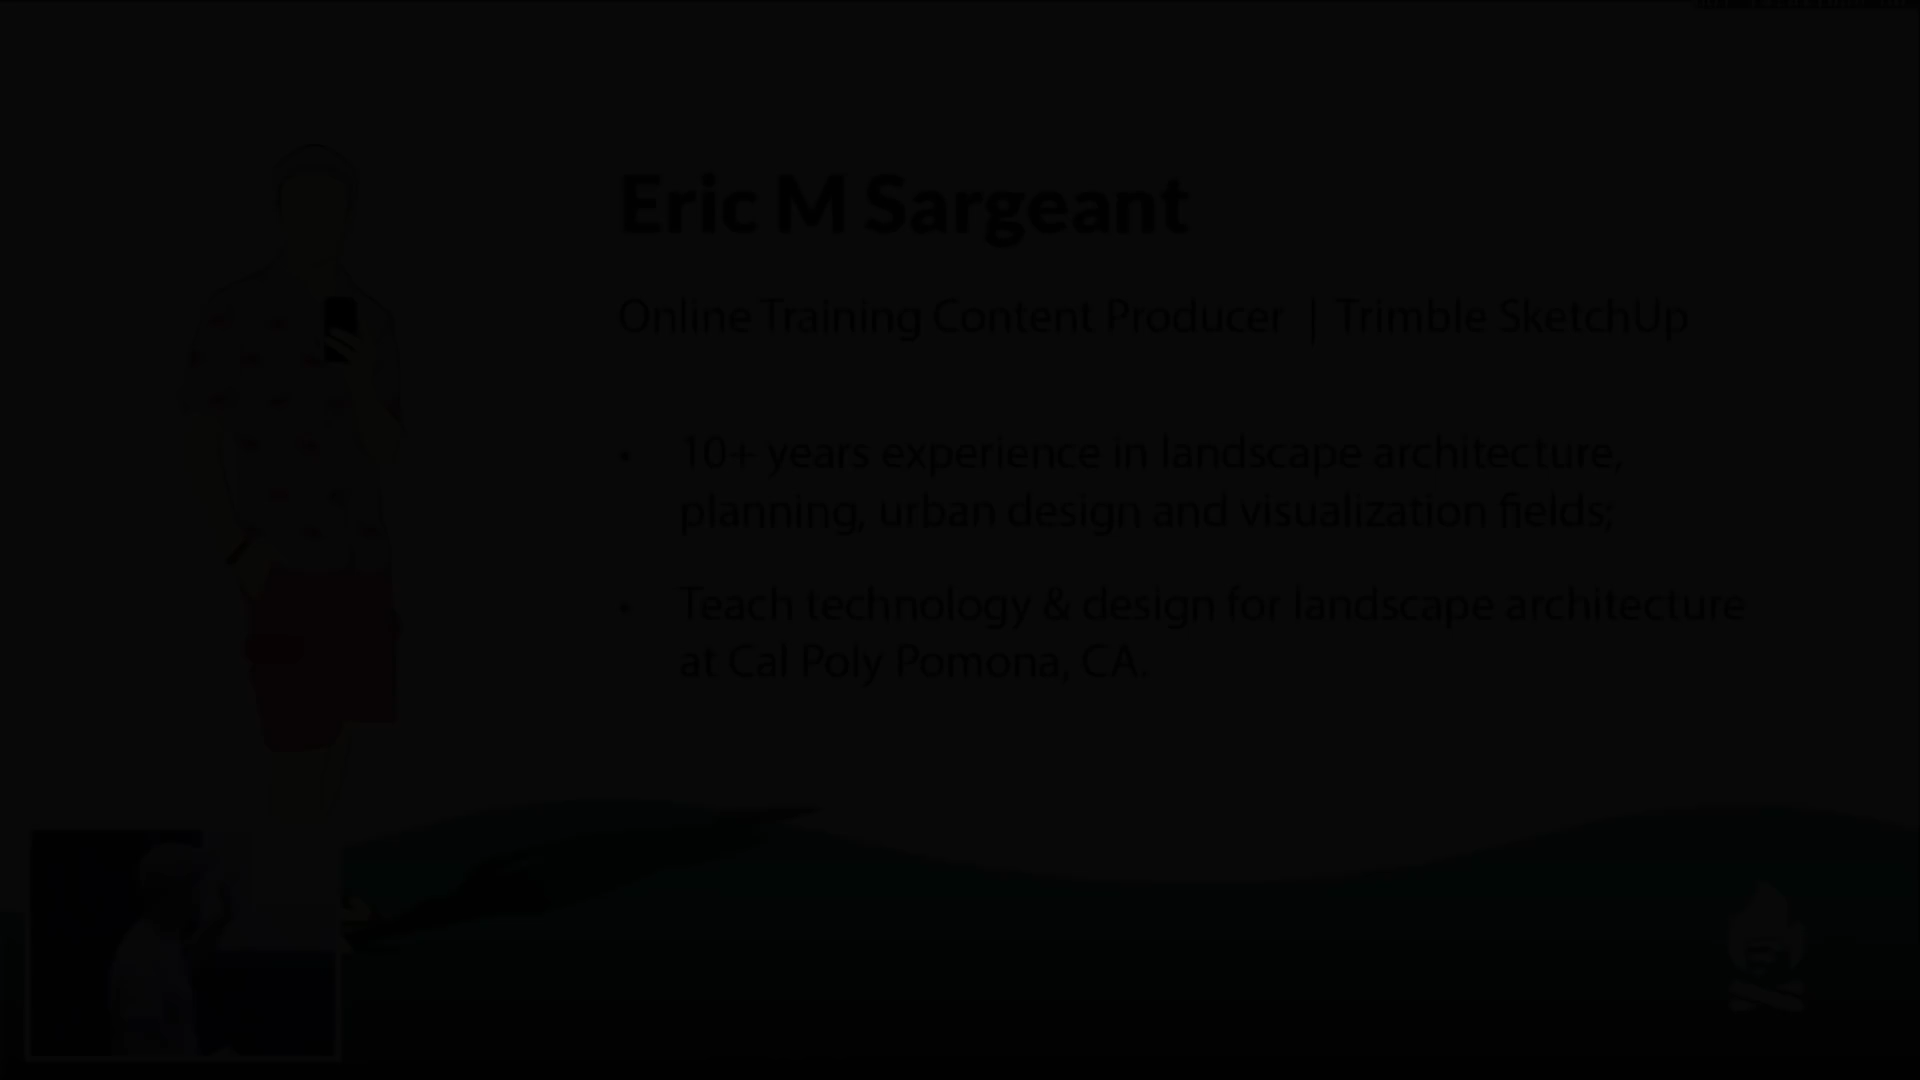 Eric M Sargeant
Online Training Content Producer | Trimble SketchUp
• 10+ years experience in landscape architecture,
planning, urban design and visualization fields;
• Teach technology & design for landscape architecture
at Cal Poly Pomona, CA.